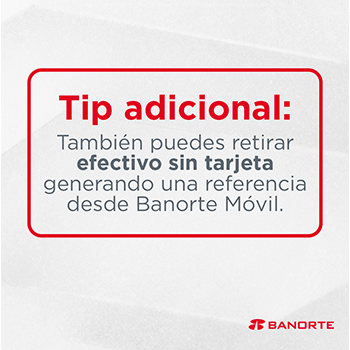 Tip adicional:
También puedes retirar
efectivo sin tarjeta
generando una referencia
desde Banorte Móvil.
BANORTE